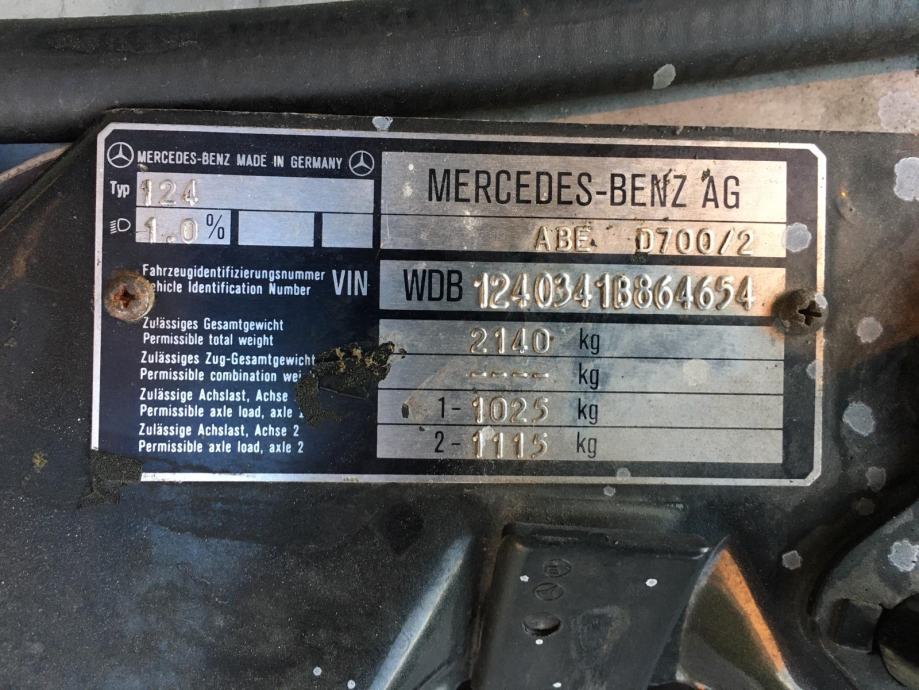 MERCEDES-BENZ MADE IN GERMANY
MERCEDES-BENZ AG
Typ 124
1.0%
ABE D700/2
Fahrzeugidentifizierungsnummer
Vehicle Identification Number VIN
WDB 1240341B864654
Zulässiges Gesamtgewicht
Permissible total weight
2140 kg
Zulässiges Zug-Gesamtgewicht
Permissible combination
---- kg
Zulässige Achslast, Achse
Permissible axle load, axle 1
1-1025 kg
Zulässige Achslast, Achse 2
Permissible axle load, axle 2
2-1115 kg